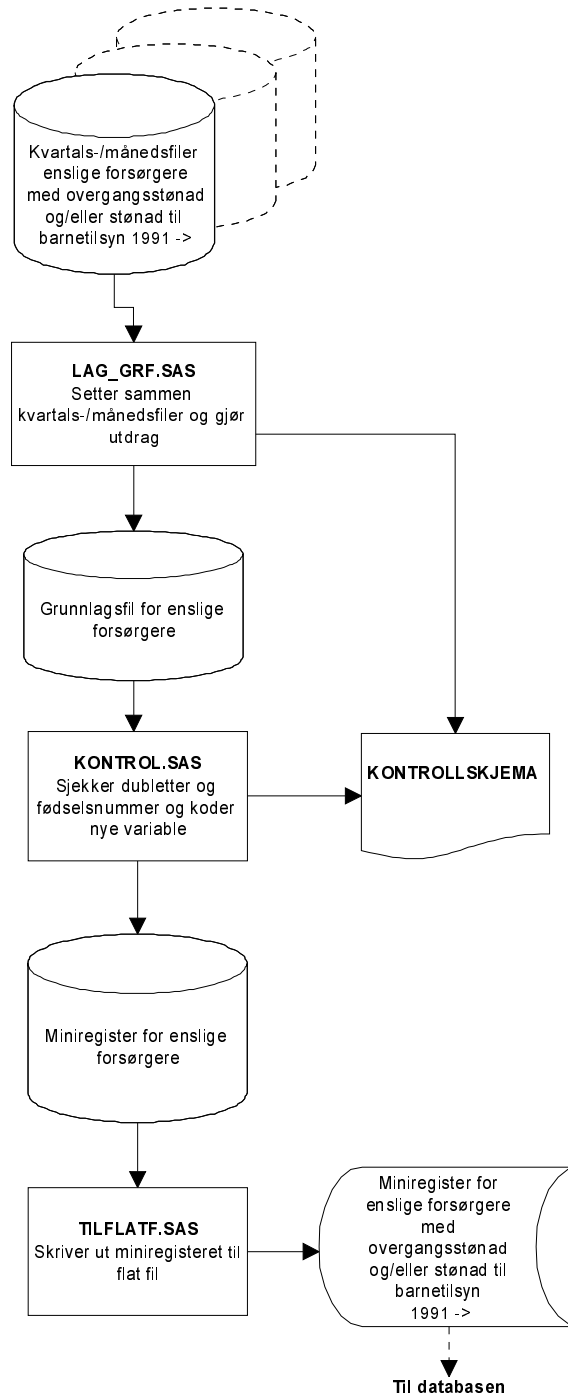 Kvartals-/månedsfiler
enslige forsørgere
med overgangsstønad
og/eller stønad til
barnetilsyn 1991 ->
LAG_GRF.SAS
Setter sammen
kvartals-/månedsfiler og gjør
utdrag
Grunnlagsfil for enslige
forsørgere
KONTROL.SAS
Sjekker dubletter og
fødselsnummer og koder
nye variable
KONTROLLSKJEMA
Miniregister for enslige
forsørgere
TILFLATF.SAS
Skriver ut miniregisteret til
flat fil
Miniregister for
enslige forsørgere
med
overgangsstønad
og/eller stønad til
barnetilsyn
1991 ->
Til databasen